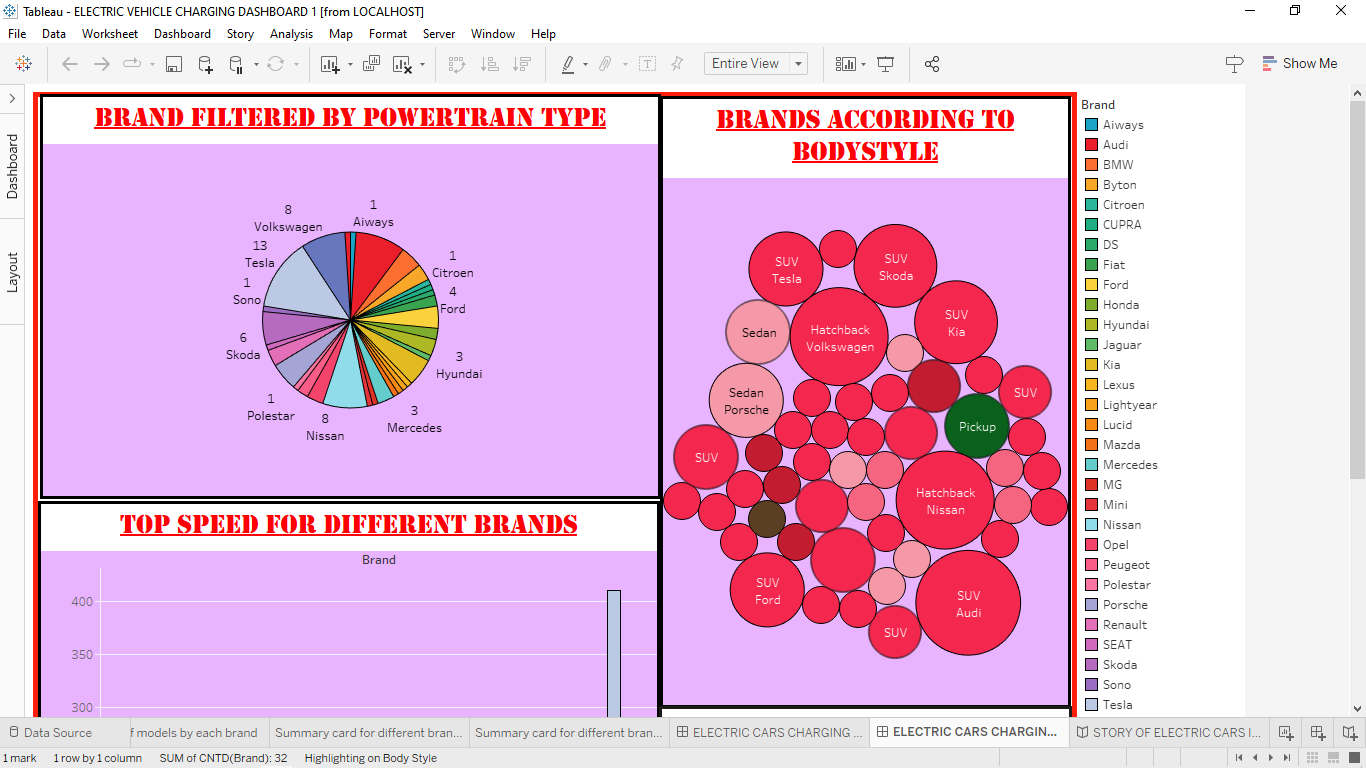 Tableau - ELECTRIC VEHICLE CHARGING DASHBOARD 1 [from LOCALHOST]
File Data Worksheet Dashboard Story Analysis Map Format Server Window Help
Entire View
Show Me
Dashboard
Layout
BRAND FILTERED BY POWERTRAIN TYPE
8
Volkswagen
1
Aiways
13
Tesla
1
Citroen
1
Sono
4
Ford
6
Skoda
3
Hyundai
1
Polestar
8
Nissan
3
Mercedes
TOP SPEED FOR DIFFERENT BRANDS
Brand
400
350
300
BRANDS ACCORDING TO
BODYSTYLE
SUV
Tesla
SUV
Skoda
SUV
Kia
Sedan
Hatchback
Volkswagen
Sedan
Porsche
SUV
Pickup
SUV
Hatchback
Nissan
SUV
Ford
SUV
Audi
SUV
Brand
Aiways
Audi
BMW
Byton
Citroen
CUPRA
DS
Fiat
Ford
Honda
Hyundai
Jaguar
Kia
Lexus
Lightyear
Lucid
Mazda
Mercedes
MG
Mini
Nissan
Opel
Peugeot
Polestar
Porsche
Renault
SEAT
Skoda
Sono
Tesla
Data Source
f models by each brand
Summary card for different bran...
Summary card for different bran...
ELECTRIC CARS CHARGING ...
ELECTRIC CARS CHARGIN...
STORY OF ELECTRIC CARS I...
1 mark 1 row by 1 column SUM of CNTD(Brand): 32 Highlighting on Body Style